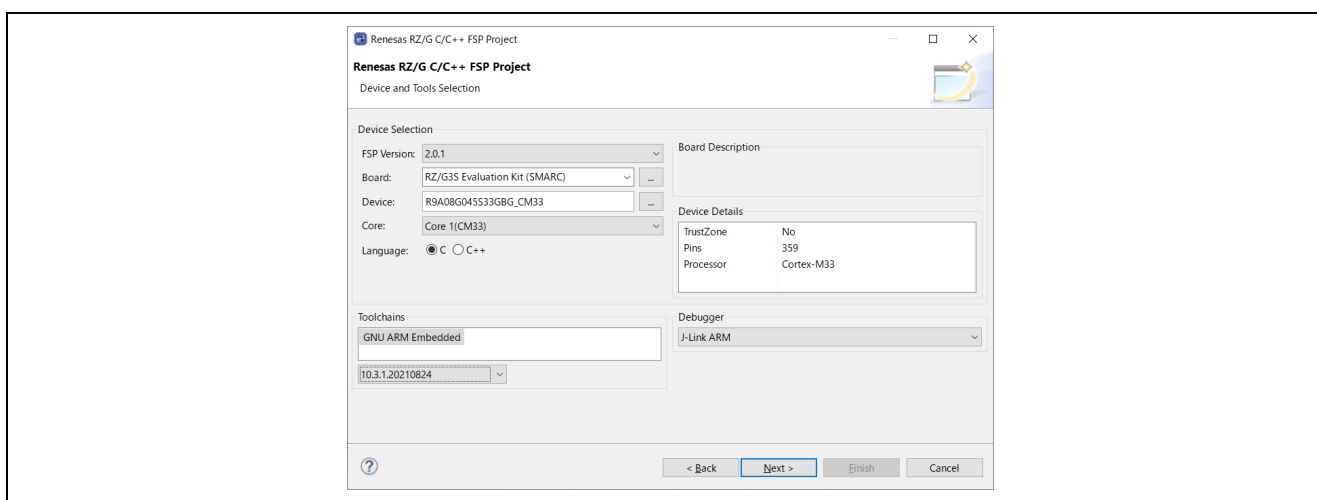 Renesas RZ/G C/C++ FSP Project
Renesas RZ/G C/C++ FSP Project
Device and Tools Selection
Device Selection
FSP Version: 2.0.1
Board: RZ/G3S Evaluation Kit (SMARC) ...
Device: R9A08G045S33GBG_CM33 ...
Core: Core 1(CM33)
Language: C C++
Board Description
Device Details
TrustZone No
Pins 359
Processor Cortex-M33
Toolchains
GNU ARM Embedded
10.3.1.20210824
Debugger
J-Link ARM
? < Back Next > Finish Cancel